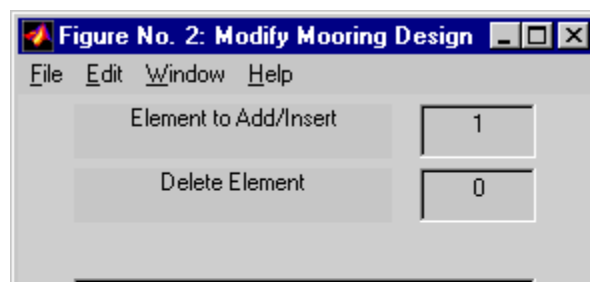 Figure No. 2: Modify Mooring Design
File Edit Window Help
Element to Add/Insert 1
Delete Element 0